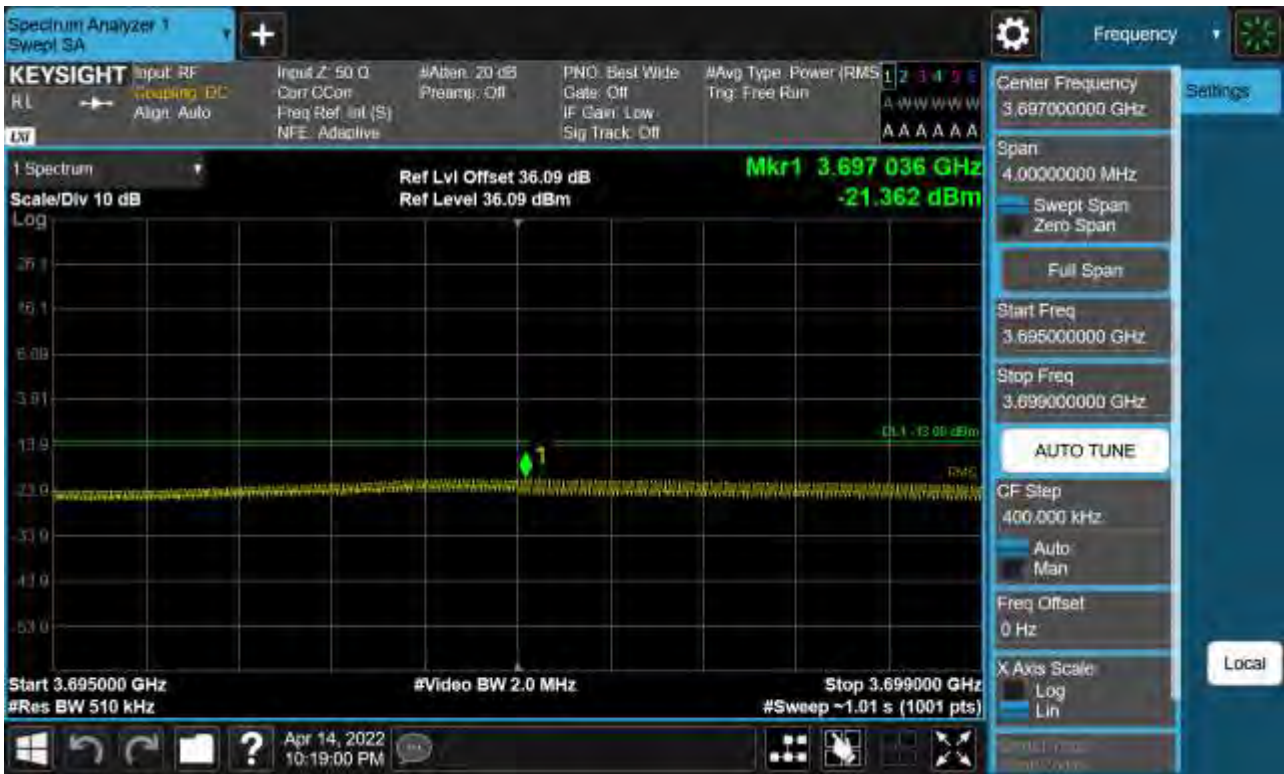 Spectrum Analyzer 1
Swept SA
Frequency
KEYSIGHT
RL
LXI
Input: RF
Coupling: DC
Align: Auto
Input Z: 50 Ω
Corr CCorr
Freq Ref: Int (S)
NFE: Adaptive
#Atten: 20 dB
Preamp: Off
PNO: Best Wide
Gate: Off
IF Gain: Low
Sig Track: Off
#Avg Type: Power (RMS
Trig: Free Run
1 2 3 4 5 6
A W W W W W
A A A A A A
1 Spectrum
Scale/Div 10 dB
Log
Ref Lvl Offset 36.09 dB
Ref Level 36.09 dBm
Mkr1 3.697 036 GHz
-21.362 dBm
26.1
16.1
6.09
-3.91
DL1 -13.00 dBm
-13.9
1
RMS
-23.9
-33.9
-43.9
-53.9
Start 3.695000 GHz
#Video BW 2.0 MHz
Stop 3.699000 GHz
#Res BW 510 kHz
#Sweep ~1.01 s (1001 pts)
?
Apr 14, 2022
10:19:00 PM
Center Frequency
3.697000000 GHz
Settings
Span
4.00000000 MHz
Swept Span
Zero Span
Full Span
Start Freq
3.695000000 GHz
Stop Freq
3.699000000 GHz
AUTO TUNE
CF Step
400.000 kHz
Auto
Man
Freq Offset
0 Hz
X Axis Scale
Log
Lin
Local